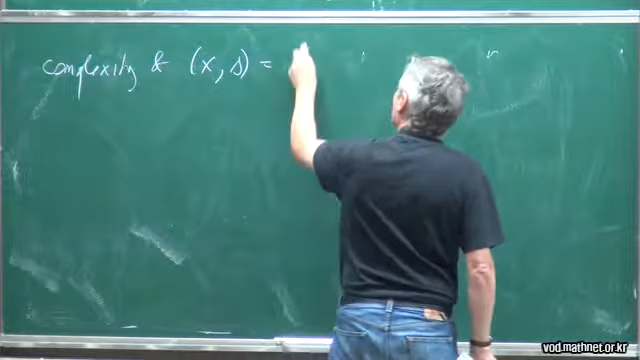 complexity & (x, s) =
vod.mathnet.or.kr